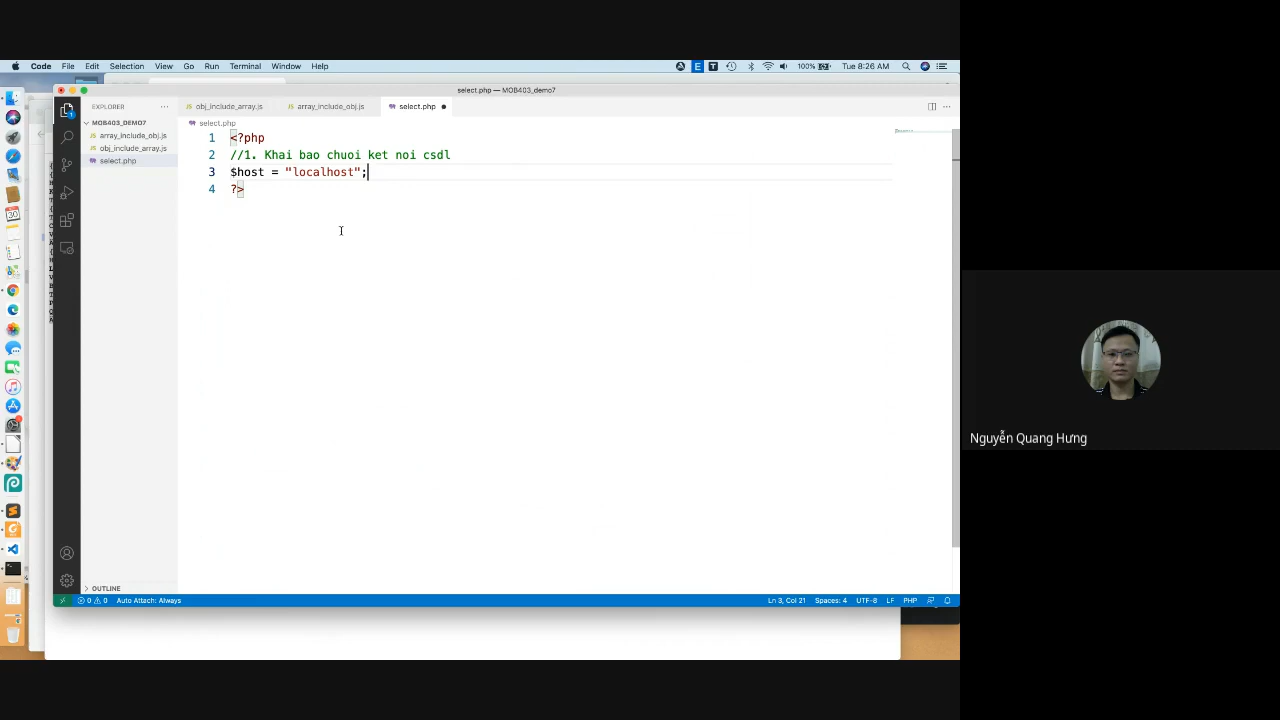 Code File Edit Selection View Go Run Terminal Window Help
100% Tue 8:26 AM
select.php — MOB403_demo7
EXPLORER
obj_include_array.js
array_include_obj.js
select.php
MOB403_DEMO7
array_include_obj.js
obj_include_array.js
select.php
select.php
1 <?php
2 //1. Khai bao chuoi ket noi csdl
3 $host = "localhost";
4 ?>
Nguyễn Quang Hưng
OUTLINE
0 0 Auto Attach: Always
Ln 3, Col 21 Spaces: 4 UTF-8 LF PHP